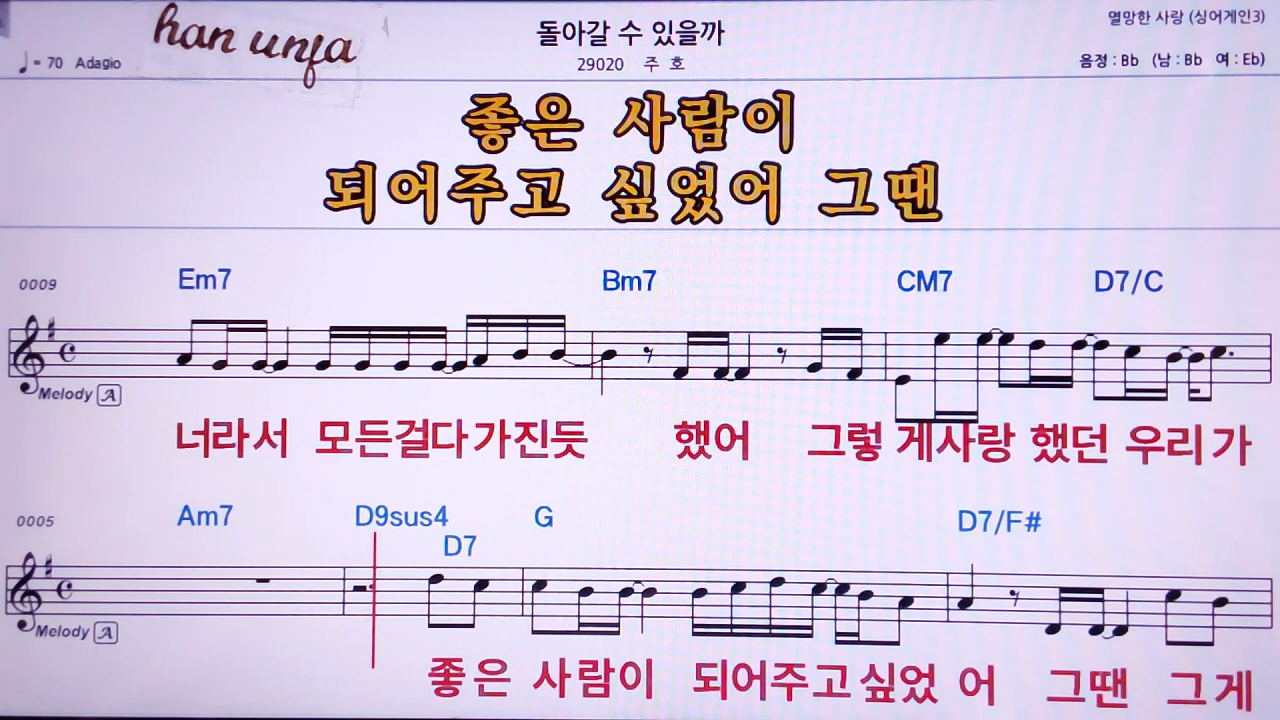 han unja
돌아갈 수 있을까
열망한 사랑 (싱어게인3)
♩= 70 Adagio
29020 주 호
음정 : Bb (남 : Bb 여 : Eb)
좋은 사람이
되어주고 싶었어 그땐
0009 Em7 Bm7 CM7 D7/C
Melody A
너라서 모든걸다가진듯 했어 그렇 게사랑 했던 우리가
0005 Am7 D9sus4 G D7/F#
D7
Melody A
좋은 사람이 되어주고싶었 어 그땐 그게